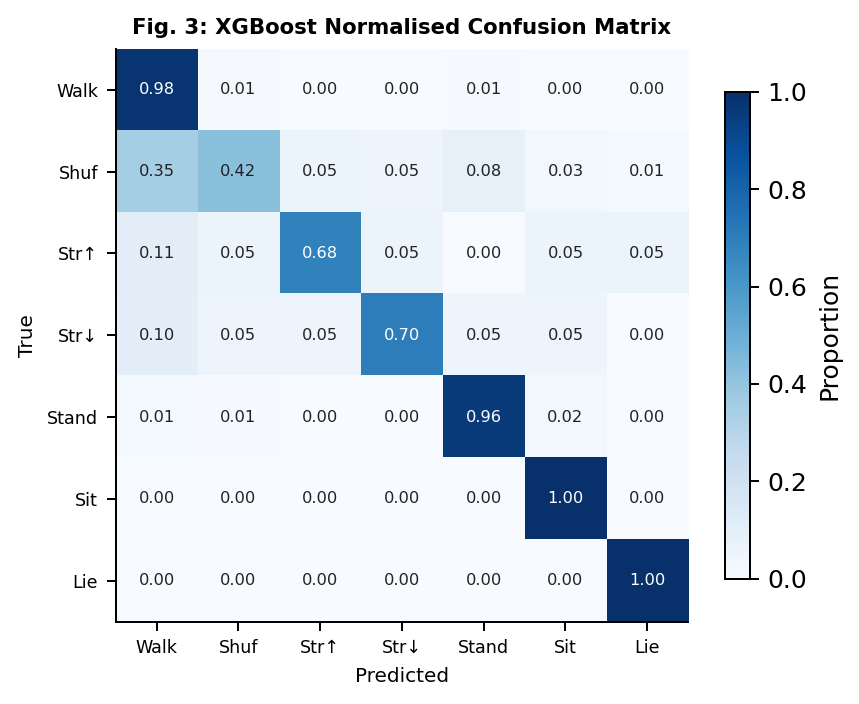 Fig. 3: XGBoost Normalised Confusion Matrix
Walk 0.98 0.01 0.00 0.00 0.01 0.00 0.00
Shuf 0.35 0.42 0.05 0.05 0.08 0.03 0.01
Str↑ 0.11 0.05 0.68 0.05 0.00 0.05 0.05
Str↓ 0.10 0.05 0.05 0.70 0.05 0.05 0.00
Stand 0.01 0.01 0.00 0.00 0.96 0.02 0.00
Sit 0.00 0.00 0.00 0.00 0.00 1.00 0.00
Lie 0.00 0.00 0.00 0.00 0.00 0.00 1.00
Walk Shuf Str↑ Str↓ Stand Sit Lie
Predicted
True
1.0
0.8
0.6
0.4
0.2
0.0
Proportion